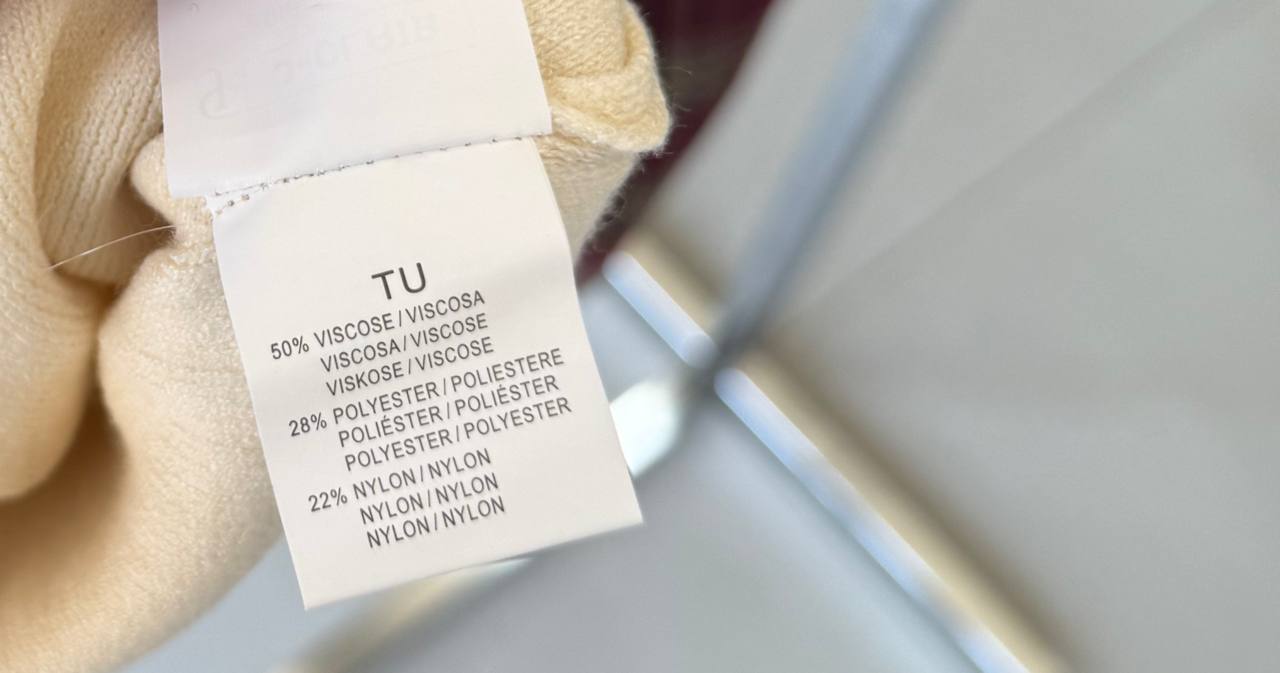 TU
50% VISCOSE / VISCOSA
VISCOSA / VISCOSE
VISKOSE / VISCOSE
28% POLYESTER / POLIESTERE
POLIÉSTER / POLIÉSTER
POLYESTER / POLYESTER
22% NYLON / NYLON
NYLON / NYLON
NYLON / NYLON